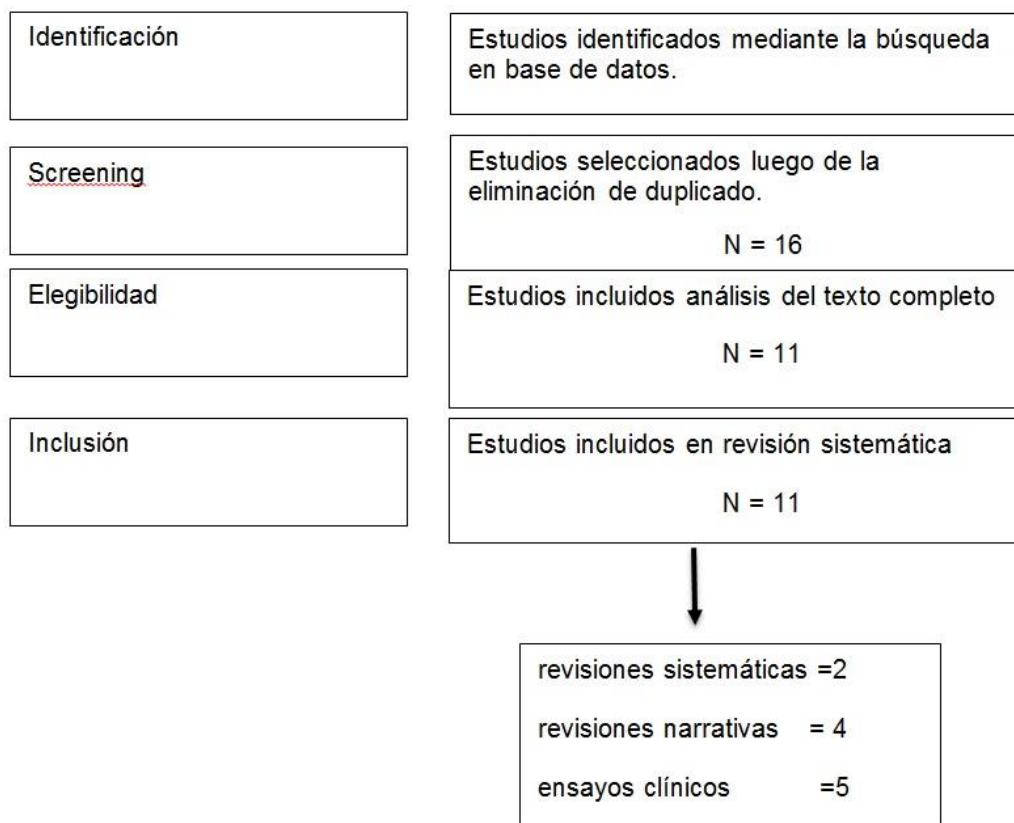 Identificación
Estudios identificados mediante la búsqueda
en base de datos.
Screening
Estudios seleccionados luego de la
eliminación de duplicado.
N = 16
Elegibilidad
Estudios incluidos análisis del texto completo
N = 11
Inclusión
Estudios incluidos en revisión sistemática
N = 11
revisiones sistemáticas =2
revisiones narrativas = 4
ensayos clínicos =5